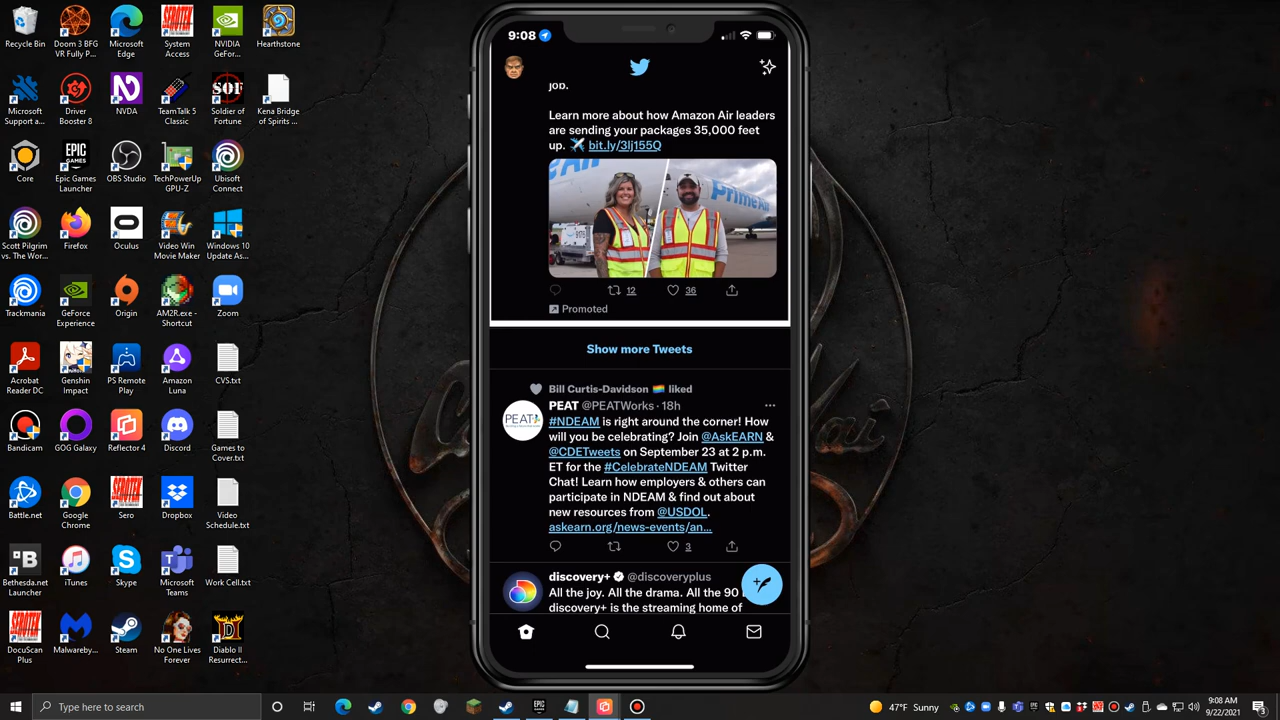 Recycle Bin
Doom 3 BFG
VR Fully P...
Microsoft
Edge
System
Access
NVIDIA
GeFor...
Hearthstone
Microsoft
Support a...
Driver
Booster 8
NVDA
TeamTalk 5
Classic
SOF
Soldier of
Fortune
Kena Bridge
of Spirits ...
Core
EPIC
GAMES
Epic Games
Launcher
OBS Studio
TechPowerUp
GPU-Z
Ubisoft
Connect
Scott Pilgrim
vs. The Wor...
Firefox
Oculus
Video Win
Movie Maker
Windows 10
Update As...
Trackmania
GeForce
Experience
Origin
AM2R.exe -
Shortcut
Zoom
Acrobat
Reader DC
Genshin
Impact
PS Remote
Play
Amazon
Luna
CVS.txt
Bandicam
GOG Galaxy
Reflector 4
Discord
Games to
Cover.txt
Battle.net
Google
Chrome
SEROTEK
Sero
Dropbox
Video
Schedule.txt
Bethesda.net
Launcher
iTunes
Skype
Microsoft
Teams
Work Cell.txt
SEROTEK
DocuScan
Plus
Malwareby...
Steam
No One Lives
Forever
Diablo II
Resurrect...
9:08
job.
Learn more about how Amazon Air leaders
are sending your packages 35,000 feet
up. ✈️ bit.ly/3lj155Q
Prime Air
12
36
Promoted
Show more Tweets
Bill Curtis-Davidson 🏳️‍🌈 liked
PEAT @PEATWorks · 18h
PEAT
#NDEAM is right around the corner! How
will you be celebrating? Join @AskEARN &
@CDETweets on September 23 at 2 p.m.
ET for the #CelebrateNDEAM Twitter
Chat! Learn how employers & others can
participate in NDEAM & find out about
new resources from @USDOL.
askearn.org/news-events/an...
3
discovery+ @discoveryplus
All the joy. All the drama. All the 90
discovery+ is the streaming home of
Type here to search
47°F Sunny
9:08 AM
9/22/2021